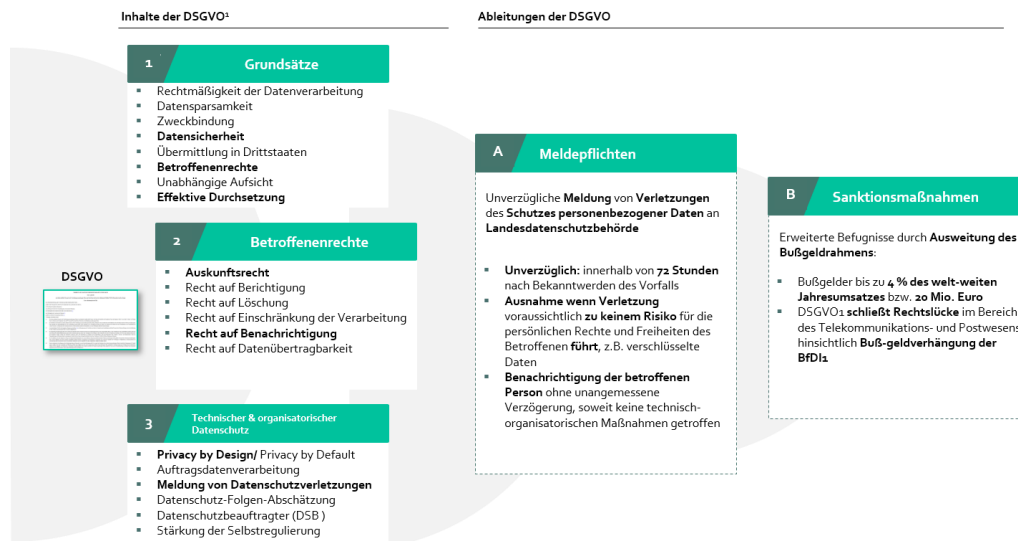 Inhalte der DSGVO¹
Ableitungen der DSGVO
1
Grundsätze
▪ Rechtmäßigkeit der Datenverarbeitung
▪ Datensparsamkeit
▪ Zweckbindung
▪ Datensicherheit
▪ Übermittlung in Drittstaaten
▪ Betroffenenrechte
▪ Unabhängige Aufsicht
▪ Effektive Durchsetzung
2
Betroffenenrechte
▪ Auskunftsrecht
▪ Recht auf Berichtigung
▪ Recht auf Löschung
▪ Recht auf Einschränkung der Verarbeitung
▪ Recht auf Benachrichtigung
▪ Recht auf Datenübertragbarkeit
DSGVO
3
Technischer & organisatorischer
Datenschutz
▪ Privacy by Design/ Privacy by Default
▪ Auftragsdatenverarbeitung
▪ Meldung von Datenschutzverletzungen
▪ Datenschutz-Folgen-Abschätzung
▪ Datenschutzbeauftragter (DSB )
▪ Stärkung der Selbstregulierung
A
Meldepflichten
Unverzügliche Meldung von Verletzungen
des Schutzes personenbezogener Daten an
Landesdatenschutzbehörde
▪ Unverzüglich: innerhalb von 72 Stunden
nach Bekanntwerden des Vorfalls
▪ Ausnahme wenn Verletzung
voraussichtlich zu keinem Risiko für die
persönlichen Rechte und Freiheiten des
Betroffenen führt, z.B. verschlüsselte
Daten
▪ Benachrichtigung der betroffenen
Person ohne unangemessene
Verzögerung, soweit keine technisch-
organisatorischen Maßnahmen getroffen
B
Sanktionsmaßnahmen
Erweiterte Befugnisse durch Ausweitung des
Bußgeldrahmens:
▪ Bußgelder bis zu 4 % des welt-weiten
Jahresumsatzes bzw. 20 Mio. Euro
▪ DSGVO1 schließt Rechtslücke im Bereich
des Telekommunikations- und Postwesens
hinsichtlich Buß-geldverhängung der
BfDI1